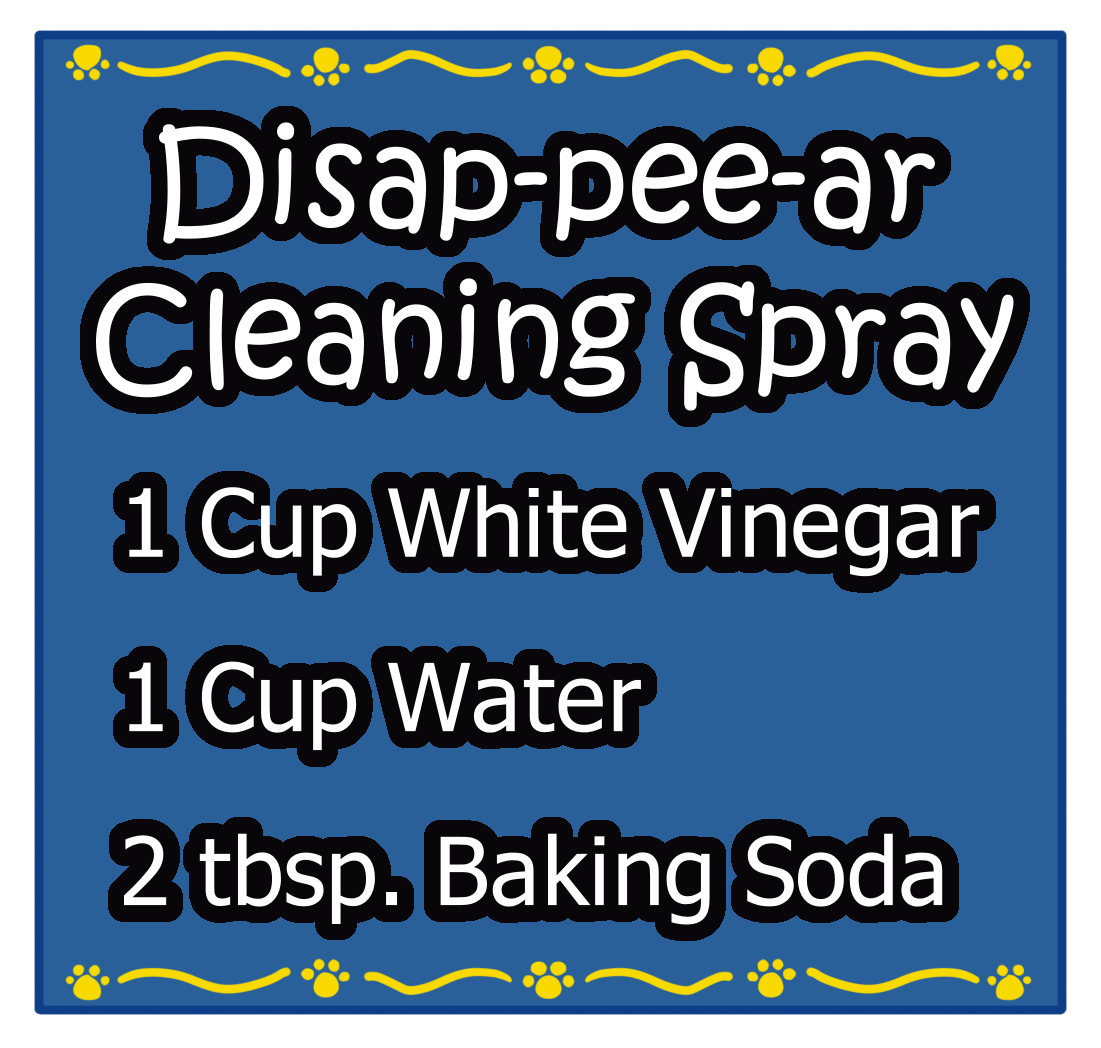 Disap-pee-ar
Cleaning Spray
1 Cup White Vinegar
1 Cup Water
2 tbsp. Baking Soda